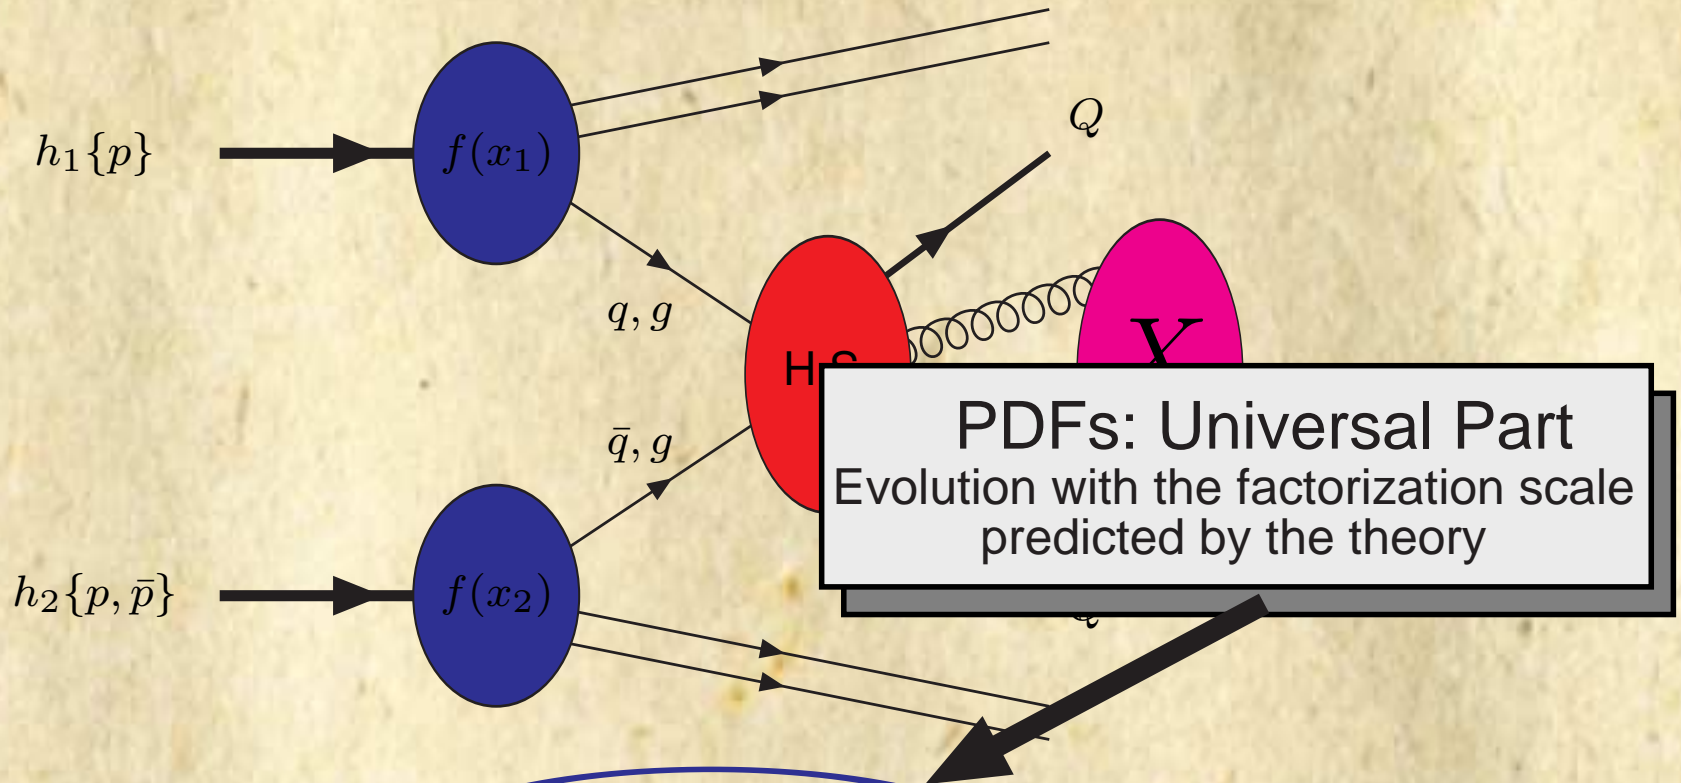 Q
h₁{p}
f(x₁)
q, g
X
H.S.
PDFs: Universal Part
Evolution with the factorization scale
predicted by the theory
q̄, g
h₂{p, p̄}
f(x₂)